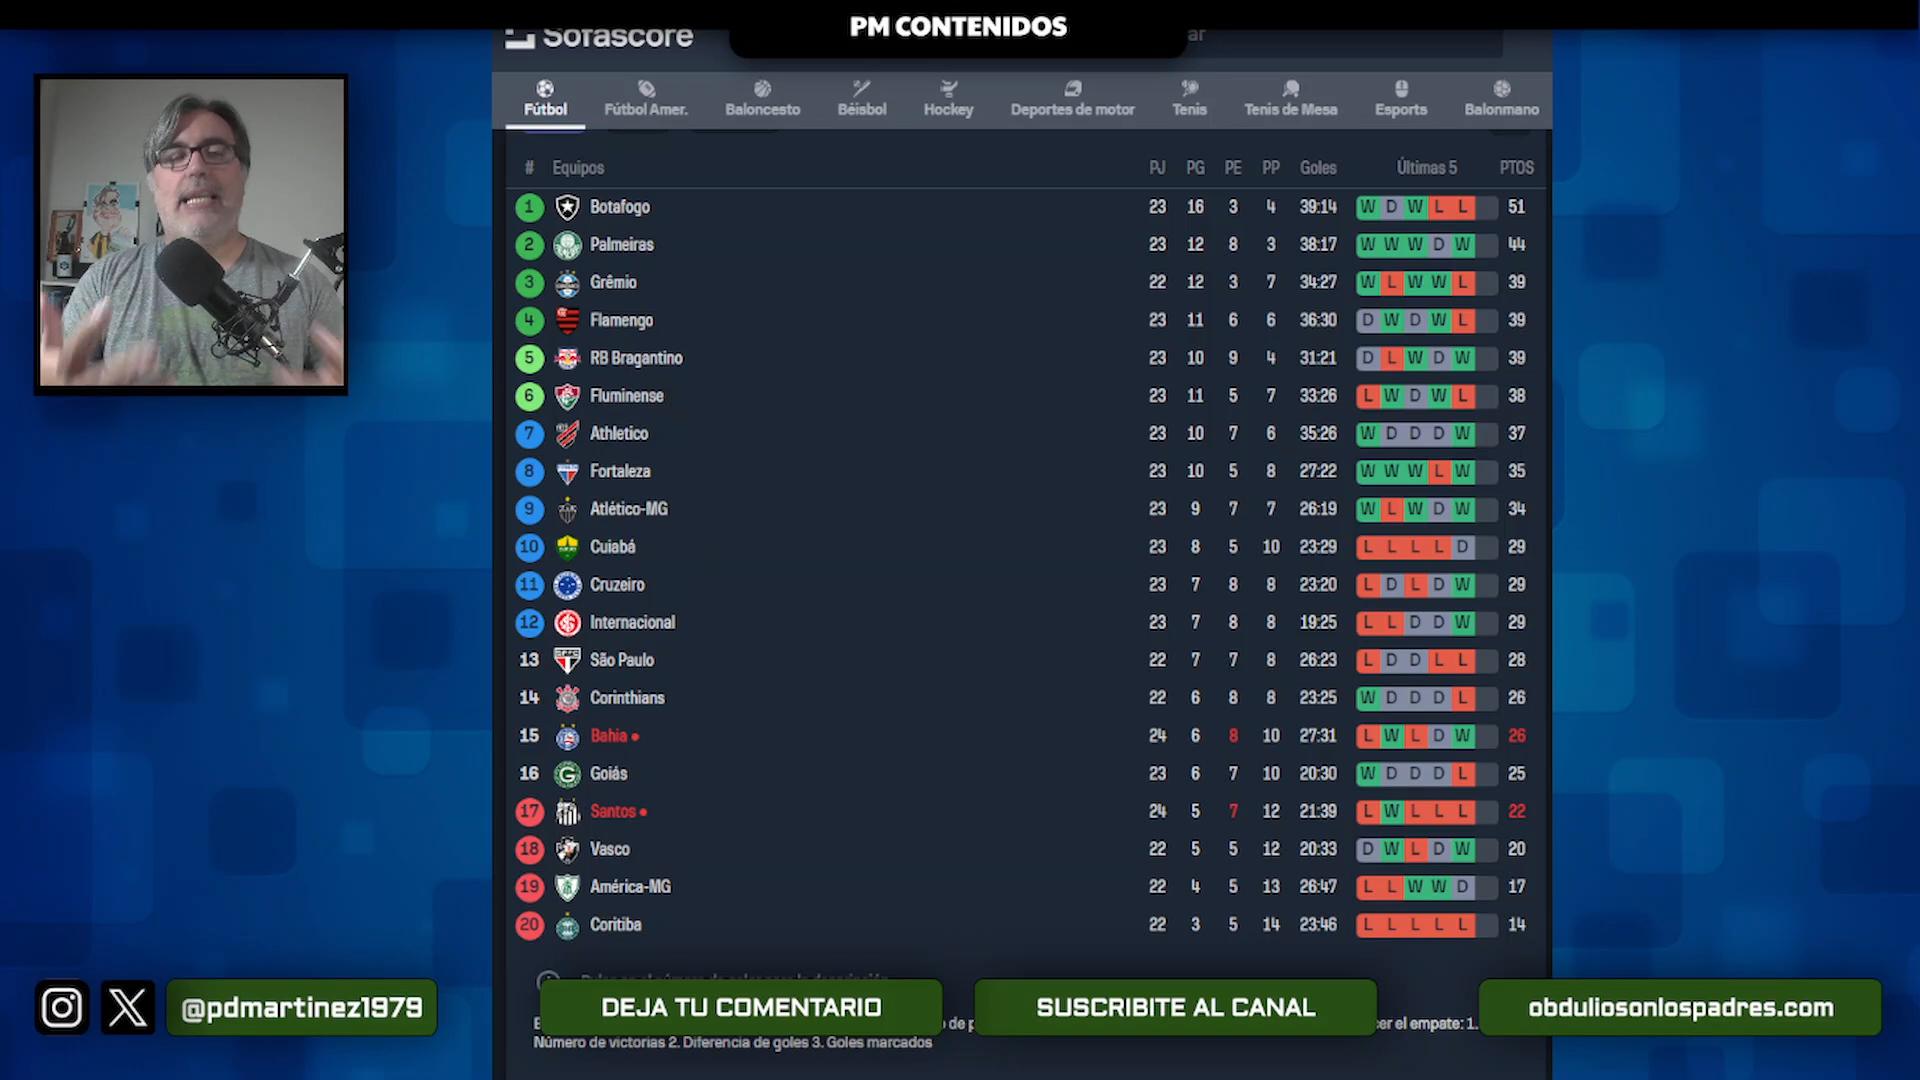 PM CONTENIDOS
Sofascore
ar
Fútbol
Fútbol Amer.
Baloncesto
Béisbol
Hockey
Deportes de motor
Tenis
Tenis de Mesa
Esports
Balonmano
# Equipos PJ PG PE PP Goles Últimas 5 PTOS
1 Botafogo 23 16 3 4 39:14 W D W L L 51
2 Palmeiras 23 12 8 3 38:17 W W W D W 44
3 Grêmio 22 12 3 7 34:27 W L W W L 39
4 Flamengo 23 11 6 6 36:30 D W D W L 39
5 RB Bragantino 23 10 9 4 31:21 D L W D W 39
6 Fluminense 23 11 5 7 33:26 L W D W L 38
7 Athletico 23 10 7 6 35:26 W D D D W 37
8 Fortaleza 23 10 5 8 27:22 W W W L W 35
9 Atlético-MG 23 9 7 7 26:19 W L W D W 34
10 Cuiabá 23 8 5 10 23:29 L L L L D 29
11 Cruzeiro 23 7 8 8 23:20 L D L D W 29
12 Internacional 23 7 8 8 19:25 L L D D W 29
13 São Paulo 22 7 7 8 26:23 L D D L L 28
14 Corinthians 22 6 8 8 23:25 W D D D L 26
15 Bahia • 24 6 8 10 27:31 L W L D W 26
16 Goiás 23 6 7 10 20:30 W D D D L 25
17 Santos • 24 5 7 12 21:39 L W L L L 22
18 Vasco 22 5 5 12 20:33 D W L D W 20
19 América-MG 22 4 5 13 26:47 L L W W D 17
20 Coritiba 22 3 5 14 23:46 L L L L L 14
@pdmartinez1979
DEJA TU COMENTARIO
SUSCRIBITE AL CANAL
obduliosonlospadres.com
cer el empate: 1.
Número de victorias 2. Diferencia de goles 3. Goles marcados